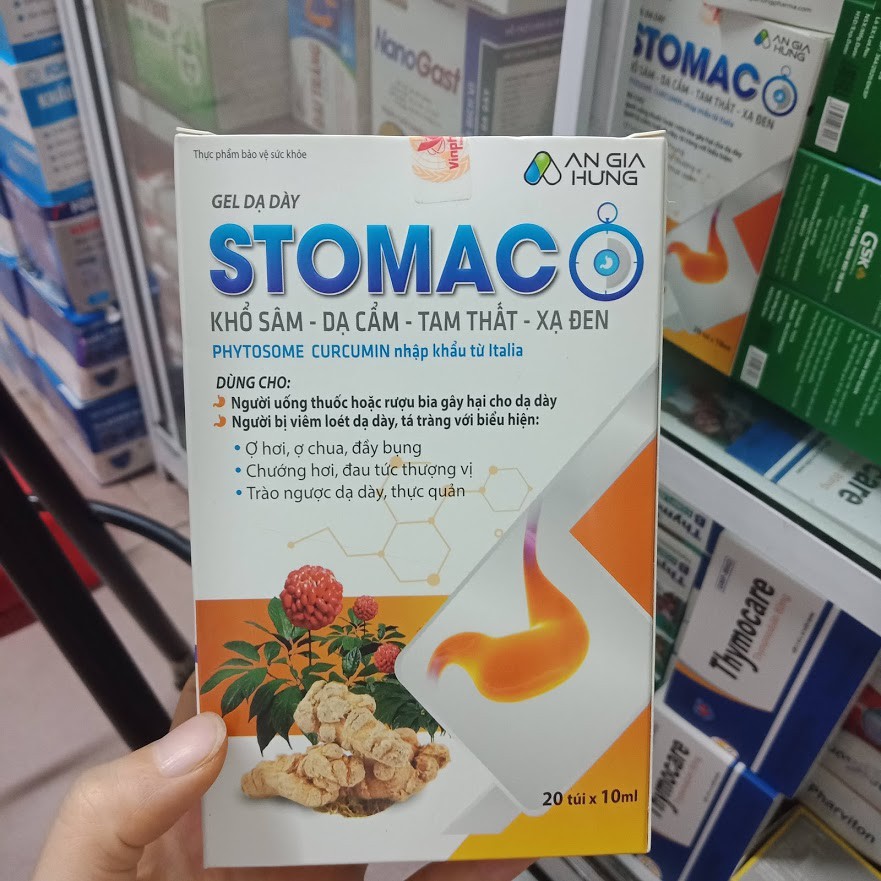 Thực phẩm bảo vệ sức khỏe
AN GIA
HUNG
GEL DẠ DÀY
STOMAC
KHỔ SÂM - DẠ CẨM - TAM THẤT - XẠ ĐEN
PHYTOSOME CURCUMIN nhập khẩu từ Italia
DÙNG CHO:
Người uống thuốc hoặc rượu bia gây hại cho dạ dày
Người bị viêm loét dạ dày, tá tràng với biểu hiện:
• Ợ hơi, ợ chua, đầy bụng
• Chướng hơi, đau tức thượng vị
• Trào ngược dạ dày, thực quản
20 túi x 10ml
NanoGast
AN GIA
HUNG
STOMAC
KHỔ SÂM - DẠ CẨM - TAM THẤT - XẠ ĐEN
GSK
Thymocare
Thymocare
Pharviton